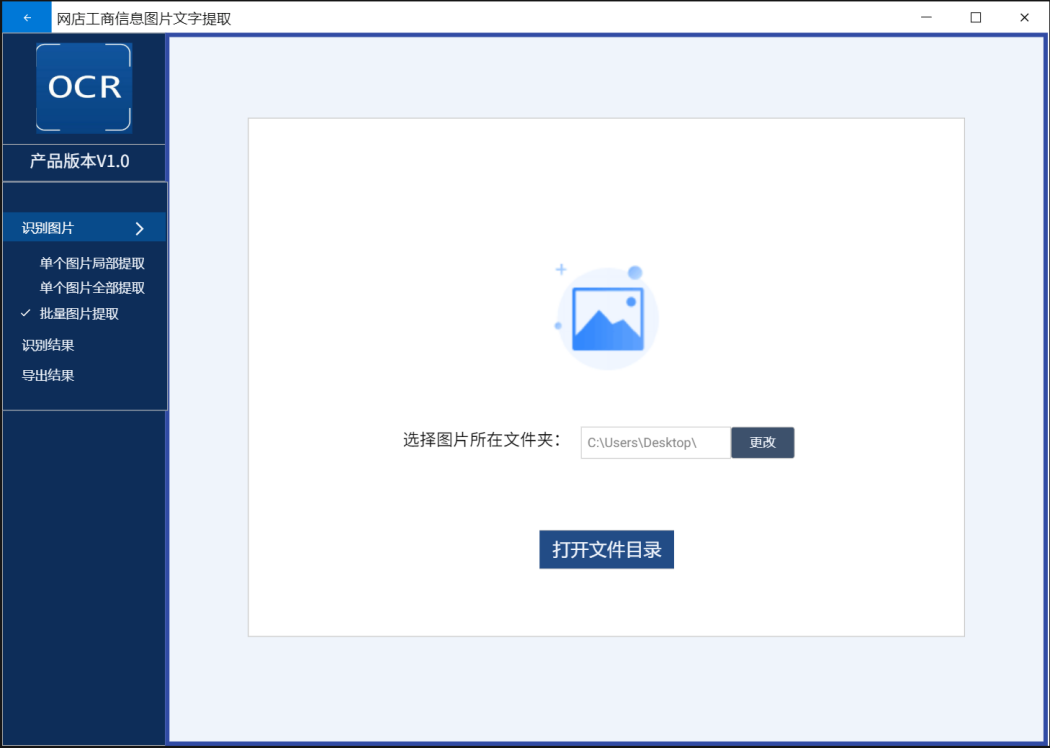 网店工商信息图片文字提取
OCR
产品版本V1.0
识别图片
单个图片局部提取
单个图片全部提取
批量图片提取
识别结果
导出结果
选择图片所在文件夹：
C:\Users\Desktop\
更改
打开文件目录